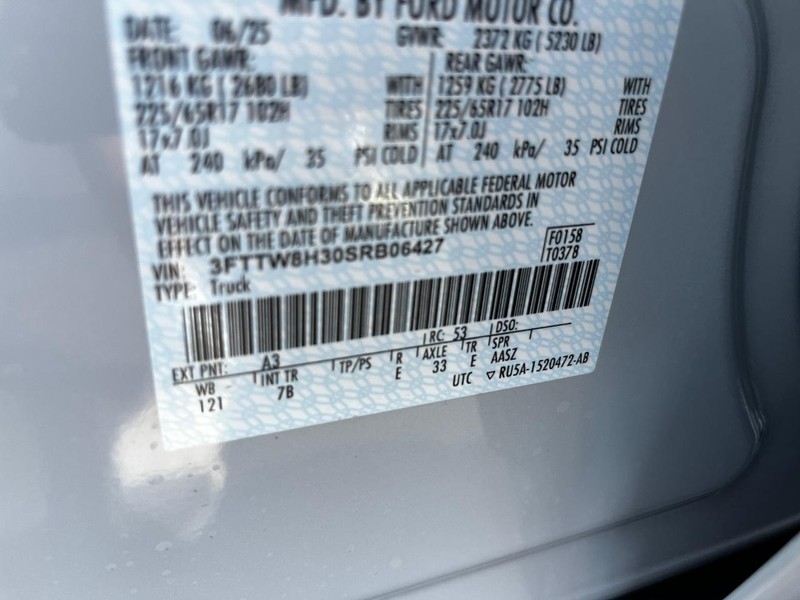 MFD. BY FORD MOTOR CO.
DATE: 06/25 GVWR: 2372 KG ( 5230 LB)
FRONT GAWR: REAR GAWR:
1216 KG ( 2680 LB) WITH 1259 KG ( 2775 LB) WITH
225/65R17 102H TIRES 225/65R17 102H TIRES
17x7.0J RIMS 17x7.0J RIMS
AT 240 kPa/ 35 PSI COLD AT 240 kPa/ 35 PSI COLD
THIS VEHICLE CONFORMS TO ALL APPLICABLE FEDERAL MOTOR
VEHICLE SAFETY AND THEFT PREVENTION STANDARDS IN
EFFECT ON THE DATE OF MANUFACTURE SHOWN ABOVE.
VIN: 3FTTW8H30SRB06427 F0158
TYPE: Truck T0378
EXT PNT: A3 RC: 53 DSO:
WB INT TR TP/PS R AXLE TR SPR
121 7B E 33 E AASZ
UTC ▽ RU5A-1520472-AB